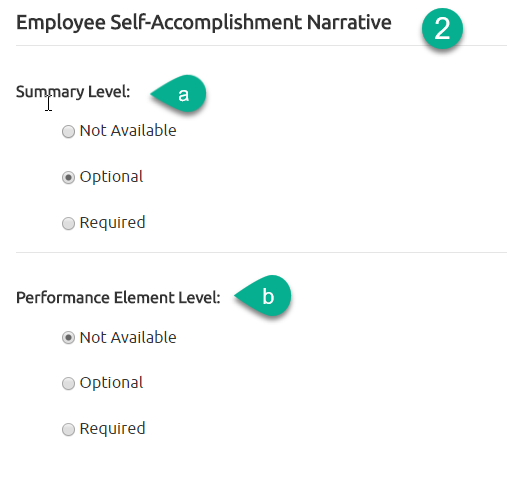 Employee Self-Accomplishment Narrative 2
Summary Level: a
Not Available
Optional
Required
Performance Element Level: b
Not Available
Optional
Required